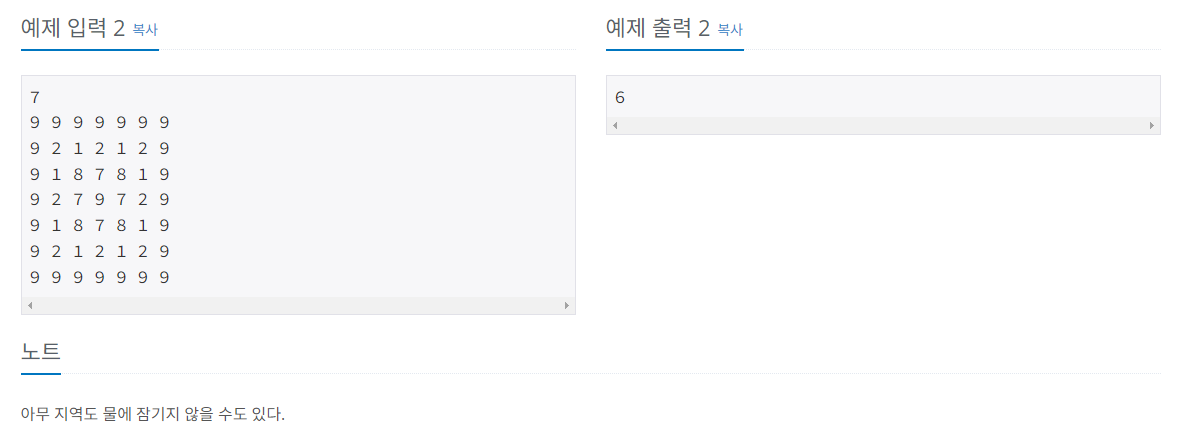 예제 입력 2 복사
7
9 9 9 9 9 9 9
9 2 1 2 1 2 9
9 1 8 7 8 1 9
9 2 7 9 7 2 9
9 1 8 7 8 1 9
9 2 1 2 1 2 9
9 9 9 9 9 9 9
예제 출력 2 복사
6
노트
아무 지역도 물에 잠기지 않을 수도 있다.